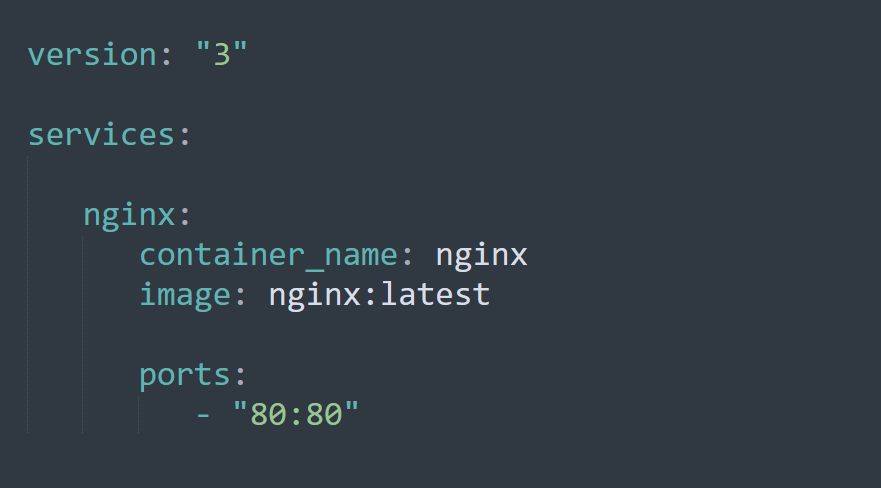 version: "3"
services:
nginx:
container_name: nginx
image: nginx:latest
ports:
- "80:80"